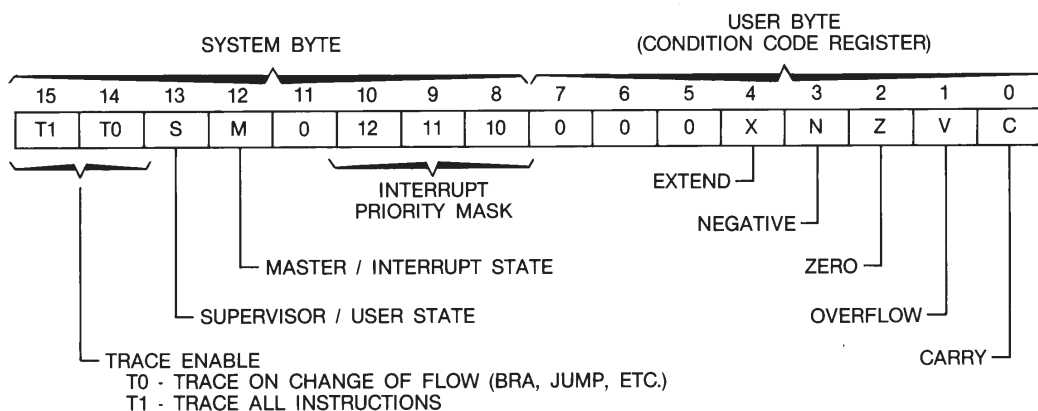 USER BYTE
SYSTEM BYTE (CONDITION CODE REGISTER)
15 14 13 12 11 10 9 8 7 6 5 4 3 2 1 0
T1 T0 S M 0 12 11 10 0 0 0 X N Z V C
INTERRUPT
PRIORITY MASK
EXTEND
NEGATIVE
MASTER / INTERRUPT STATE
ZERO
SUPERVISOR / USER STATE
OVERFLOW
TRACE ENABLE
CARRY
T0 - TRACE ON CHANGE OF FLOW (BRA, JUMP, ETC.)
T1 - TRACE ALL INSTRUCTIONS